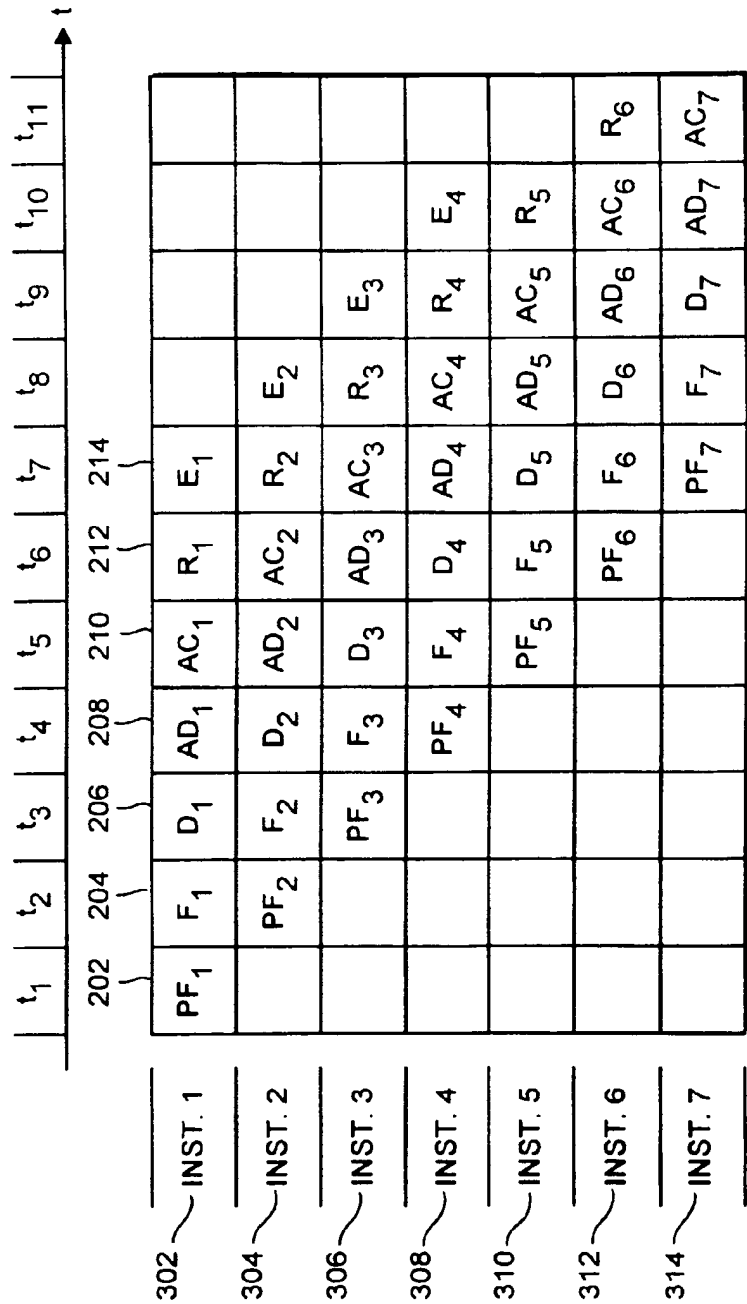 t1 t2 t3 t4 t5 t6 t7 t8 t9 t10 t11 t
202 204 206 208 210 212 214
302 INST. 1 PF1 F1 D1 AD1 AC1 R1 E1
304 INST. 2 PF2 F2 D2 AD2 AC2 R2 E2
306 INST. 3 PF3 F3 D3 AD3 AC3 R3 E3
308 INST. 4 PF4 F4 D4 AD4 AC4 R4 E4
310 INST. 5 PF5 F5 D5 AD5 AC5 R5
312 INST. 6 PF6 F6 D6 AD6 AC6 R6
314 INST. 7 PF7 F7 D7 AD7 AC7